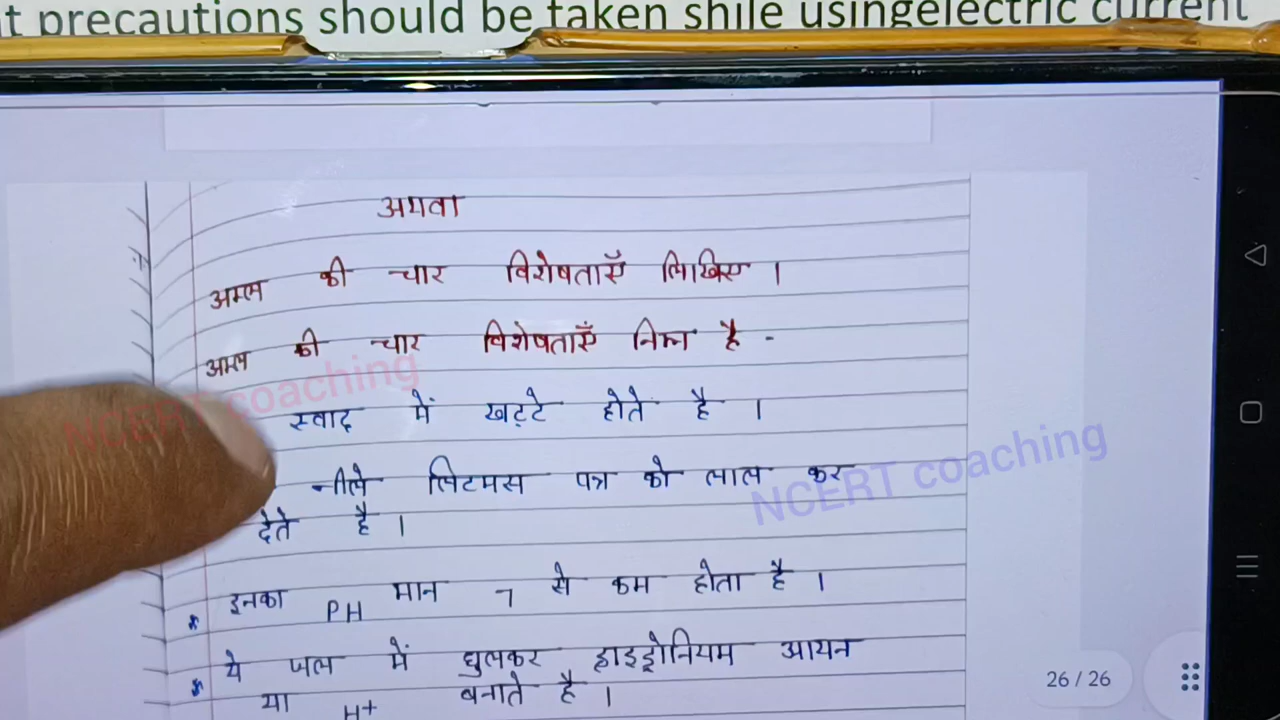 t precautions should be taken shile usingelectric current
अथवा
अम्ल की चार विशेषताएँ लिखिए ।
अम्ल की चार विशेषताएँ निम्न है -
स्वाद में खट्टे होते है ।
नीले लिटमस पत्र को लाल कर
देते है ।
* इनका PH मान 7 से कम होता है ।
* ये जल में घुलकर हाइड्रोनियम आयन
या H+ बनाते है ।
NCERT coaching
NCERT coaching
26 / 26